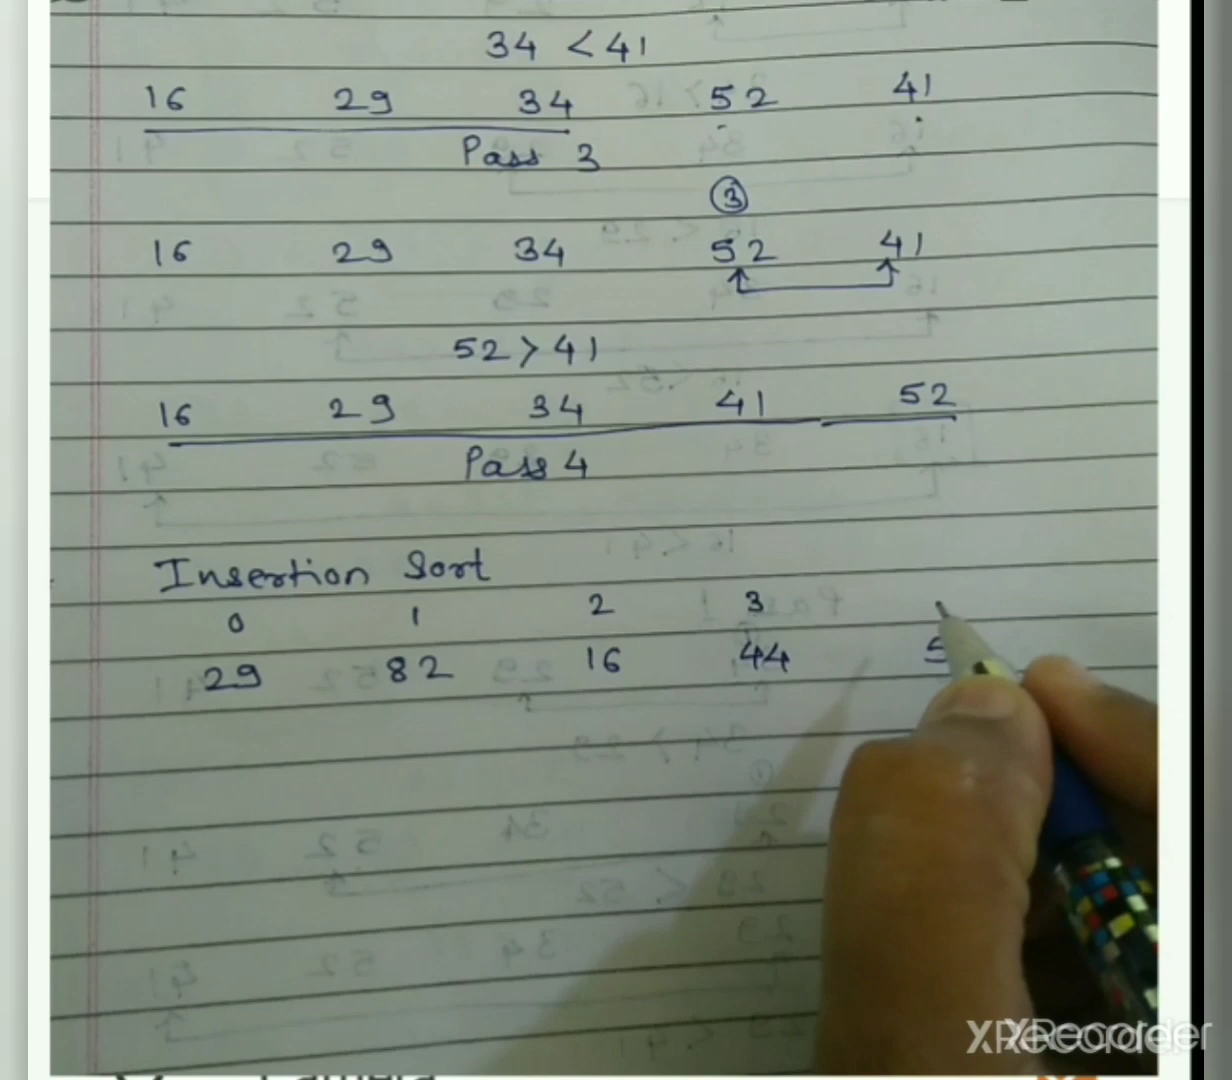 34 < 41
16 29 34 52 41
Pass 3
3
16 29 34 52 41
52 > 41
16 29 34 41 52
Pass 4
Insertion Sort
0 1 2 3
29 82 16 44
XRecorder